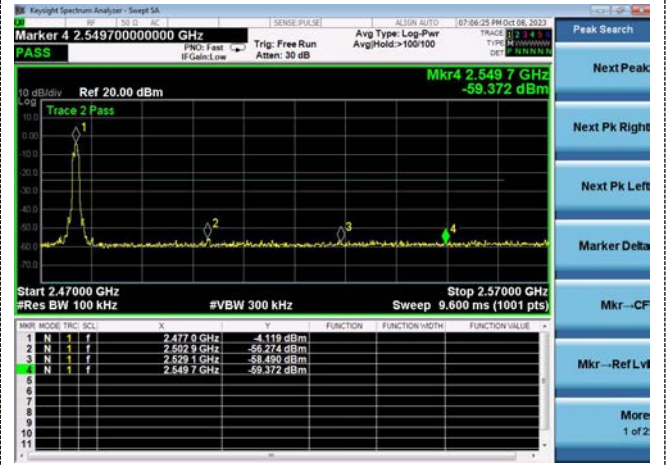 Keysight Spectrum Analyzer - Swept SA
RF 50 Ω AC SENSE:PULSE ALIGN AUTO 07:06:25 PM Oct 08, 2023
Marker 4 2.549700000000 GHz
Avg Type: Log-Pwr
TRACE 1 2 3 4 5 6
PNO: Fast
Trig: Free Run
Avg|Hold:>100/100
TYPE M WWWWW
PASS
IFGain:Low
Atten: 30 dB
DET P N N N N N
Mkr4 2.549 7 GHz
-59.372 dBm
10 dB/div Ref 20.00 dBm
Log
Trace 2 Pass
10.0
0.00
-10.0
-20.0
-30.0
-40.0
-50.0
-60.0
-70.0
1
2
3
4
Start 2.47000 GHz Stop 2.57000 GHz
#Res BW 100 kHz #VBW 300 kHz Sweep 9.600 ms (1001 pts)
MKR MODE TRC SCL X Y FUNCTION FUNCTION WIDTH FUNCTION VALUE
1 N 1 f 2.477 0 GHz -4.119 dBm
2 N 1 f 2.502 9 GHz -56.274 dBm
3 N 1 f 2.529 1 GHz -58.490 dBm
4 N 1 f 2.549 7 GHz -59.372 dBm
5
6
7
8
9
10
11
Peak Search
Next Peak
Next Pk Right
Next Pk Left
Marker Delta
Mkr→CF
Mkr→Ref Lvl
More
1 of 2